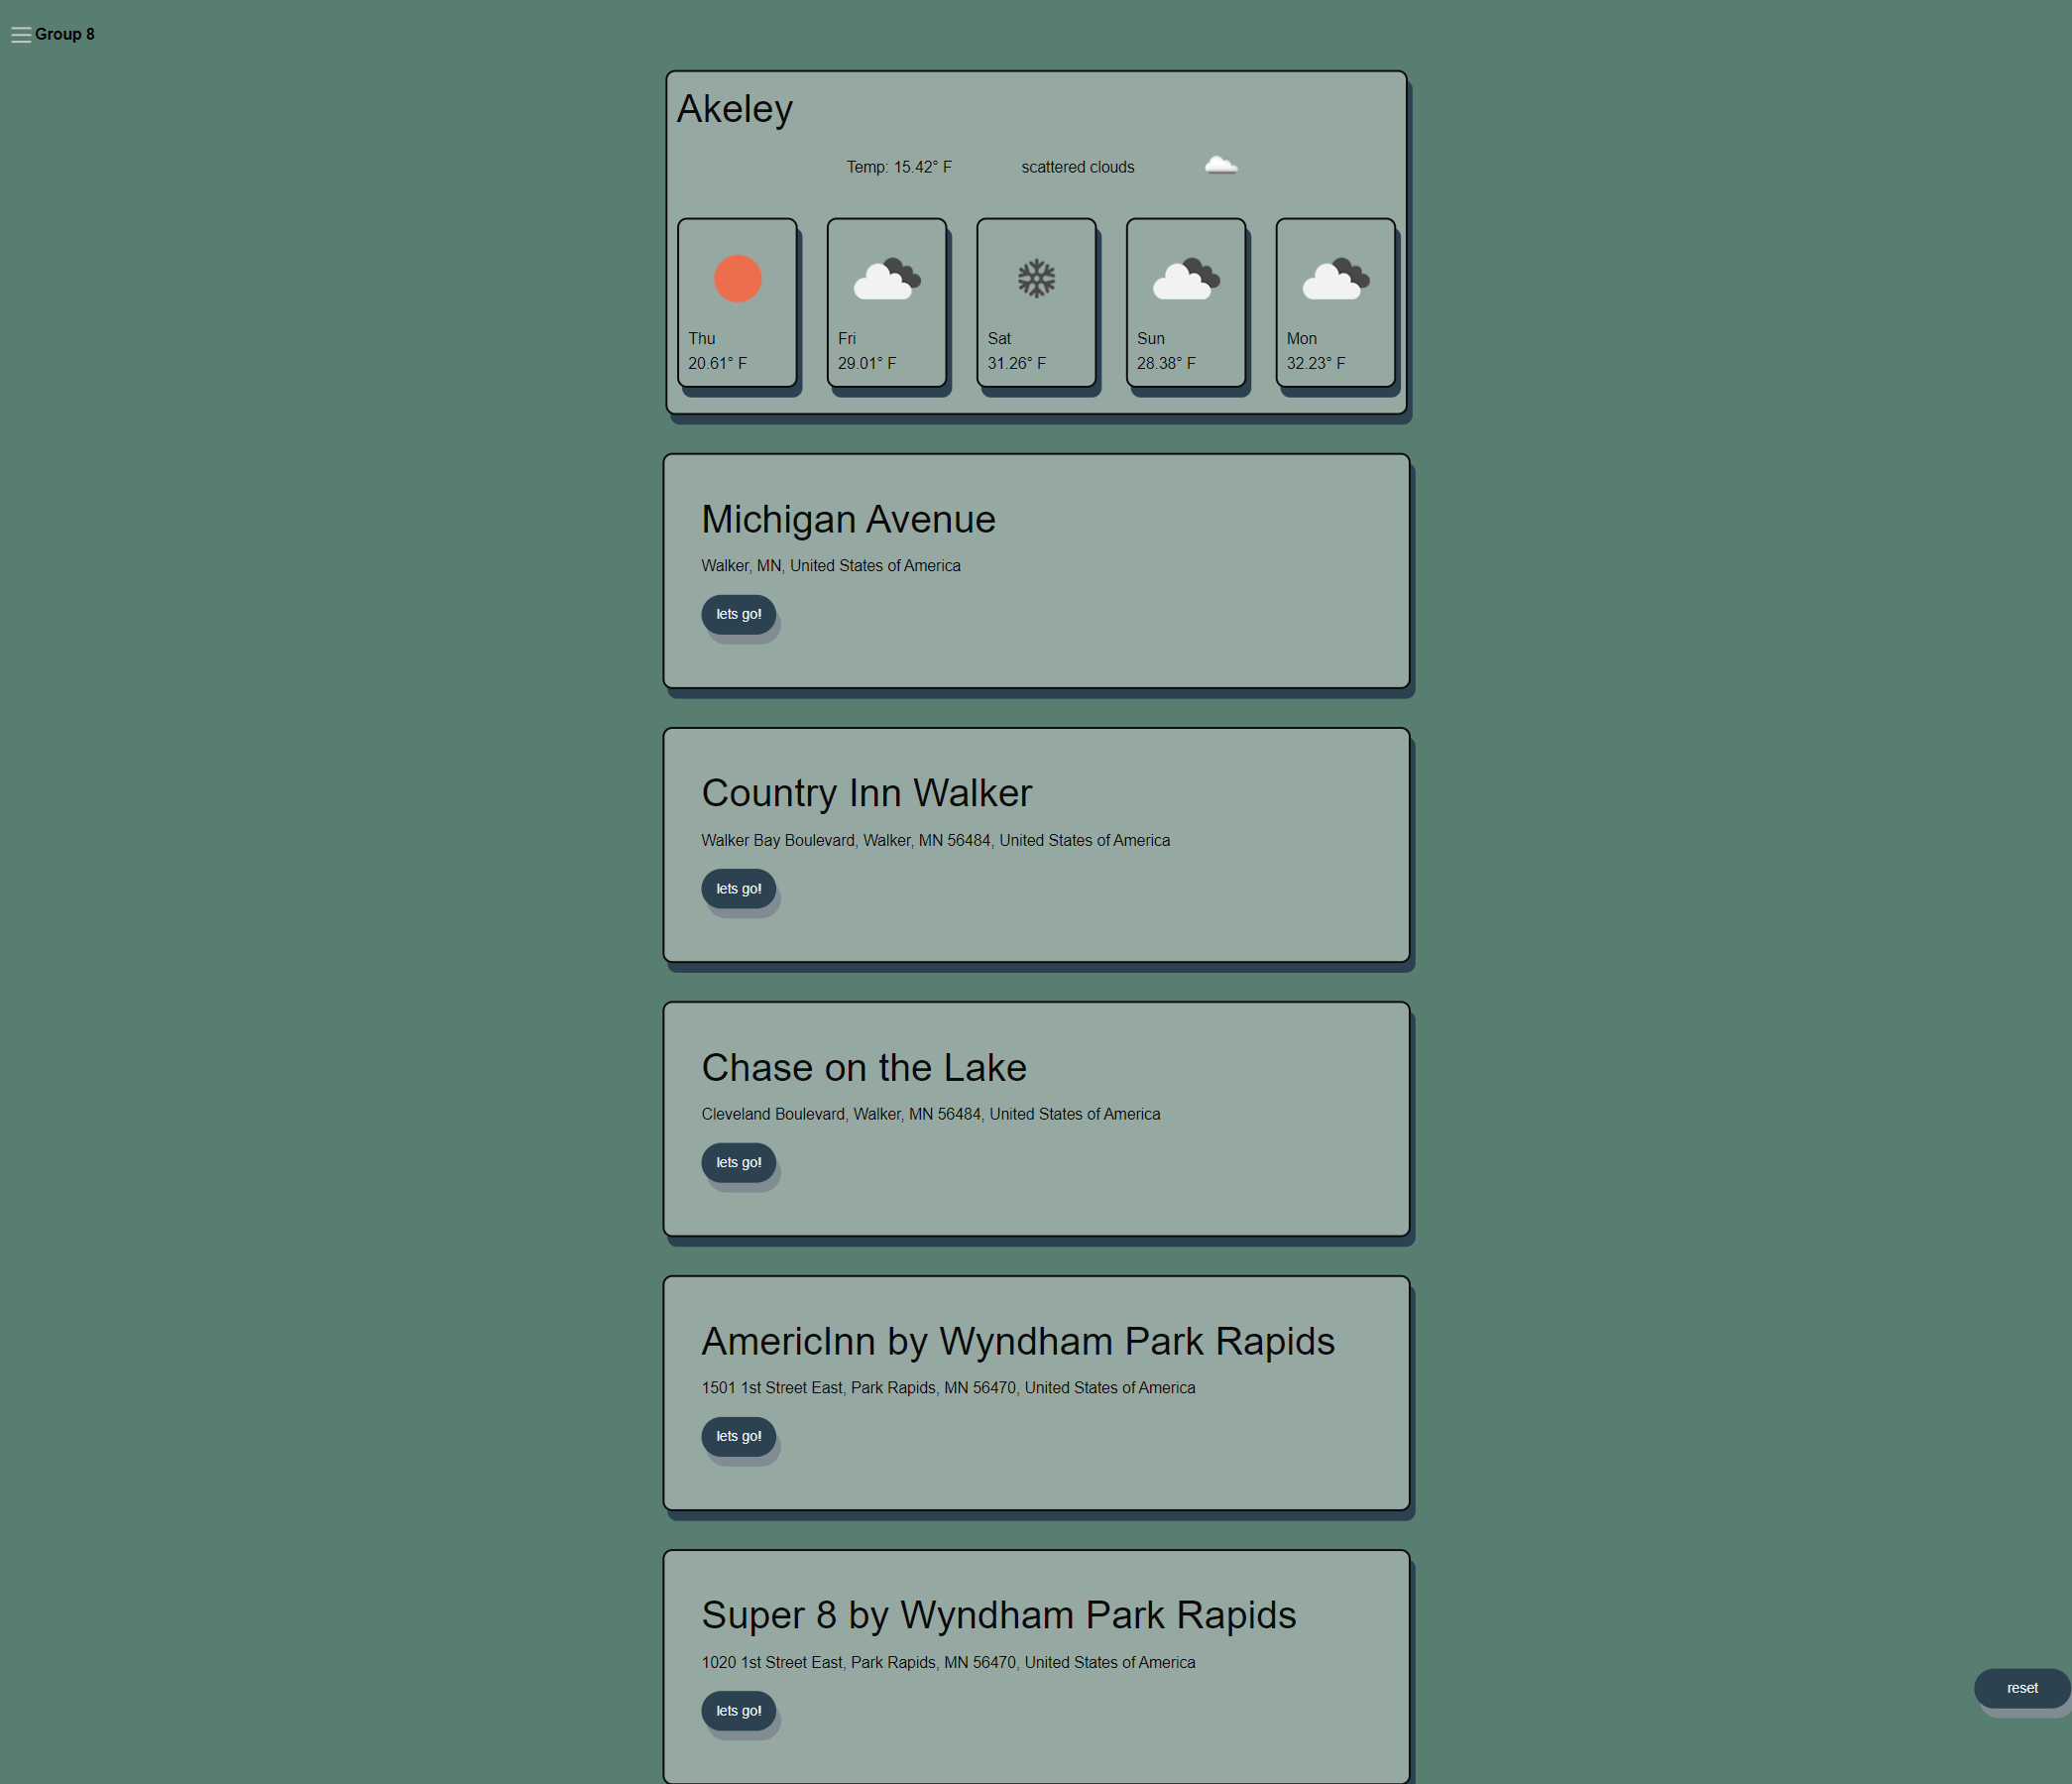 Group 8
Akeley
Temp: 15.42° F scattered clouds
Thu Fri Sat Sun Mon
20.61° F 29.01° F 31.26° F 28.38° F 32.23° F
Michigan Avenue
Walker, MN, United States of America
lets go!
Country Inn Walker
Walker Bay Boulevard, Walker, MN 56484, United States of America
lets go!
Chase on the Lake
Cleveland Boulevard, Walker, MN 56484, United States of America
lets go!
AmericInn by Wyndham Park Rapids
1501 1st Street East, Park Rapids, MN 56470, United States of America
lets go!
Super 8 by Wyndham Park Rapids
1020 1st Street East, Park Rapids, MN 56470, United States of America
lets go!
reset